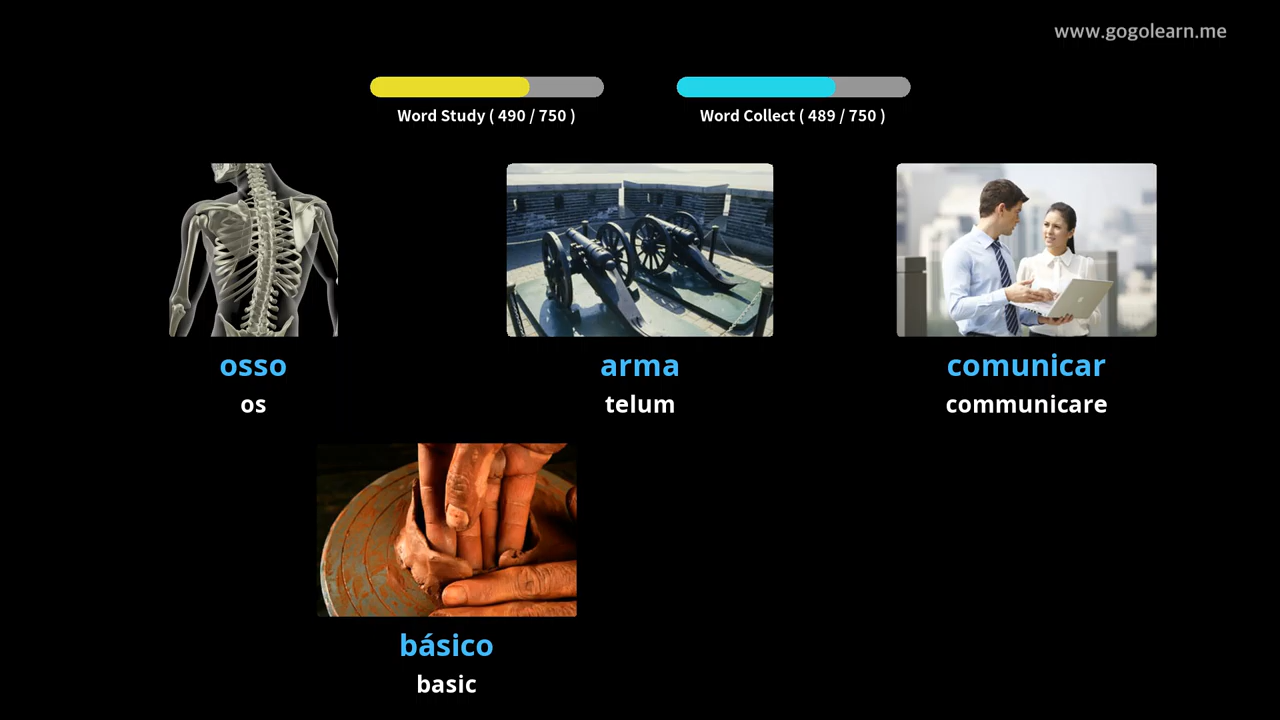 www.gogolearn.me
Word Study ( 490 / 750 )
Word Collect ( 489 / 750 )
osso
arma
comunicar
os
telum
communicare
básico
basic